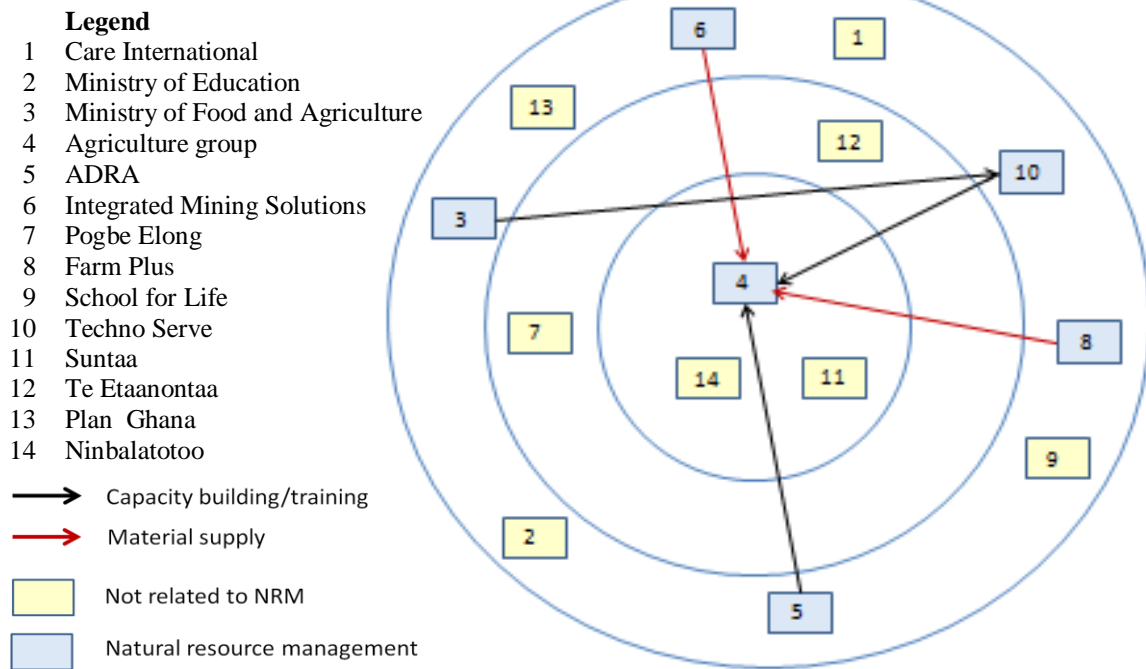 Legend
1 Care International
2 Ministry of Education
3 Ministry of Food and Agriculture
4 Agriculture group
5 ADRA
6 Integrated Mining Solutions
7 Pogbe Elong
8 Farm Plus
9 School for Life
10 Techno Serve
11 Suntaa
12 Te Etaanontaa
13 Plan Ghana
14 Ninbalatotoo
Capacity building/training
Material supply
Not related to NRM
Natural resource management
6
1
13
12
10
3
4
7
8
14
11
9
2
5